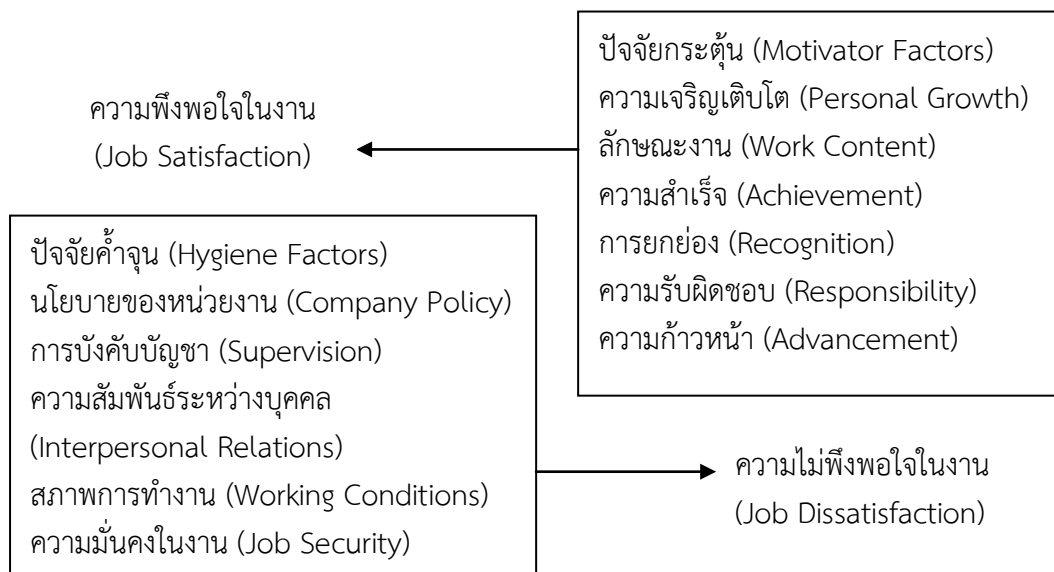 ปัจจัยกระตุ้น (Motivator Factors)
ความเจริญเติบโต (Personal Growth)
ลักษณะงาน (Work Content)
ความสำเร็จ (Achievement)
การยกย่อง (Recognition)
ความรับผิดชอบ (Responsibility)
ความก้าวหน้า (Advancement)
ความพึงพอใจในงาน
(Job Satisfaction)
ปัจจัยค้ำจุน (Hygiene Factors)
นโยบายของหน่วยงาน (Company Policy)
การบังคับบัญชา (Supervision)
ความสัมพันธ์ระหว่างบุคคล
(Interpersonal Relations)
สภาพการทำงาน (Working Conditions)
ความมั่นคงในงาน (Job Security)
ความไม่พึงพอใจในงาน
(Job Dissatisfaction)